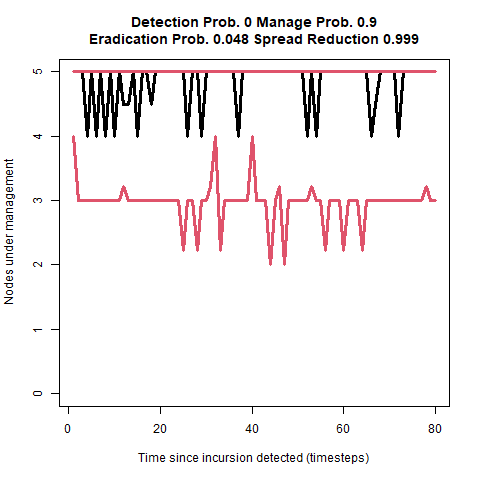 Detection Prob. 0 Manage Prob. 0.9
Eradication Prob. 0.048 Spread Reduction 0.999
Nodes under management
5
4
3
2
1
0
0 20 40 60 80
Time since incursion detected (timesteps)